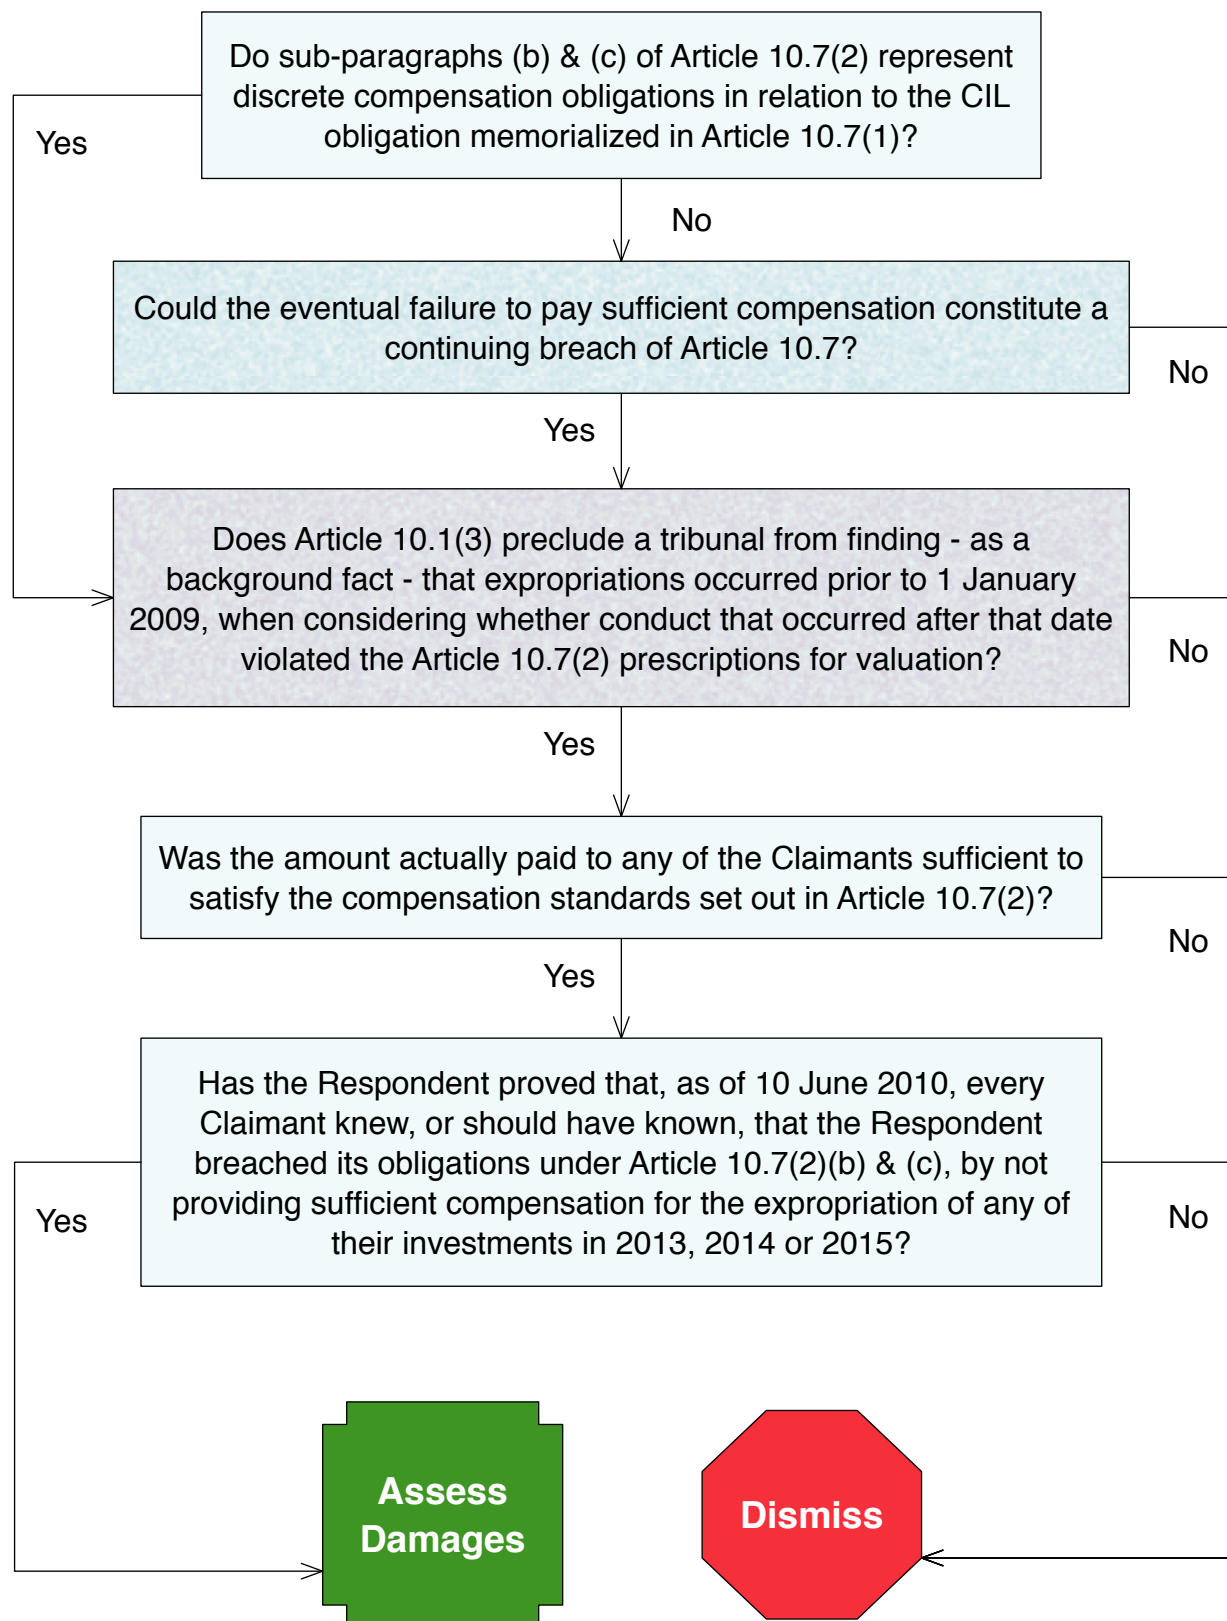 Do sub-paragraphs (b) & (c) of Article 10.7(2) represent
discrete compensation obligations in relation to the CIL
obligation memorialized in Article 10.7(1)?
Yes
No
Could the eventual failure to pay sufficient compensation constitute a
continuing breach of Article 10.7?
No
Yes
Does Article 10.1(3) preclude a tribunal from finding - as a
background fact - that expropriations occurred prior to 1 January
2009, when considering whether conduct that occurred after that date
violated the Article 10.7(2) prescriptions for valuation?
No
Yes
Was the amount actually paid to any of the Claimants sufficient to
satisfy the compensation standards set out in Article 10.7(2)?
No
Yes
Has the Respondent proved that, as of 10 June 2010, every
Claimant knew, or should have known, that the Respondent
breached its obligations under Article 10.7(2)(b) & (c), by not
providing sufficient compensation for the expropriation of any of
their investments in 2013, 2014 or 2015?
Yes
No
Assess
Damages
Dismiss